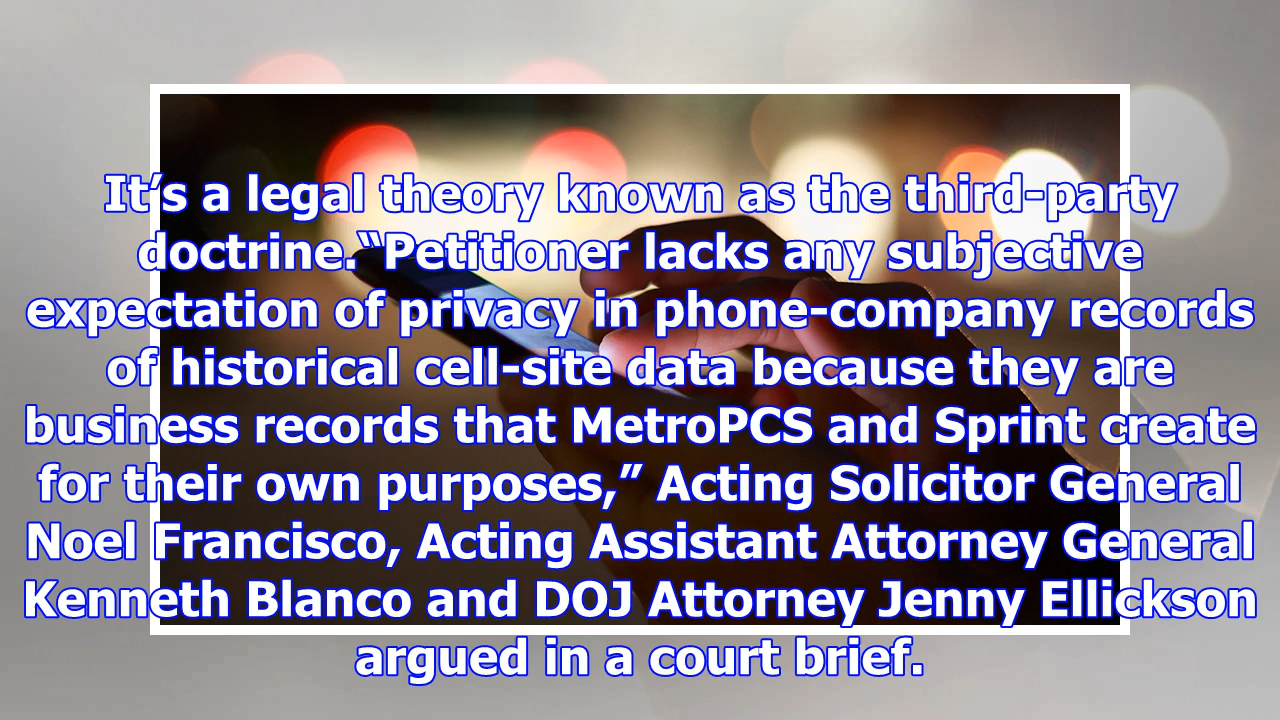 It’s a legal theory known as the third-party
doctrine.“Petitioner lacks any subjective
expectation of privacy in phone-company records
of historical cell-site data because they are
business records that MetroPCS and Sprint create
for their own purposes,” Acting Solicitor General
Noel Francisco, Acting Assistant Attorney General
Kenneth Blanco and DOJ Attorney Jenny Ellickson
argued in a court brief.